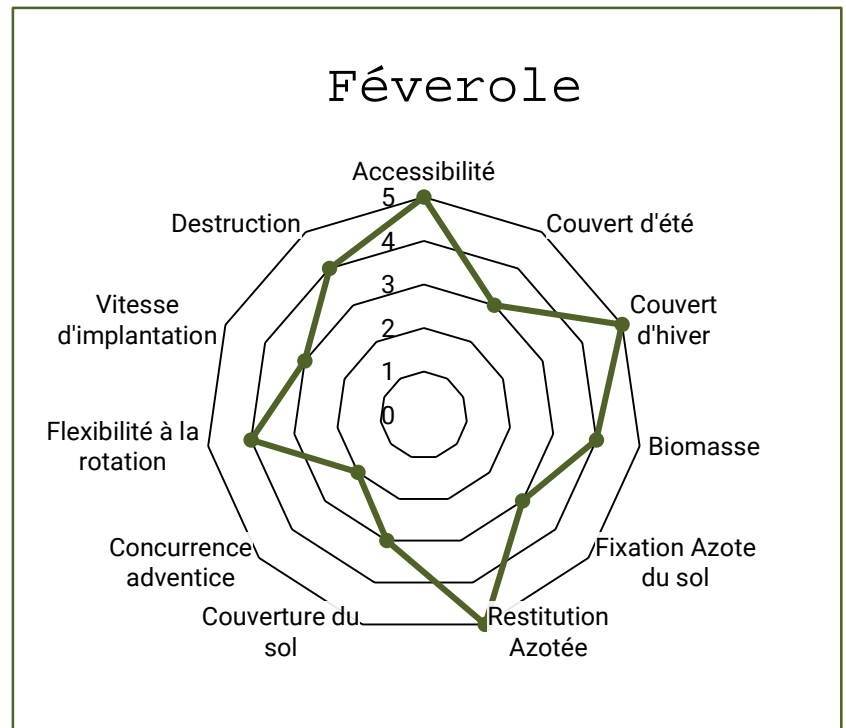 Féverole
Accessibilité
5
Destruction
Couvert d'été
4
3
Vitesse
d'implantation
Couvert
d'hiver
2
1
0
Flexibilité à la
rotation
Biomasse
Concurrence
adventice
Fixation Azote
du sol
Couverture du
sol
Restitution
Azotée